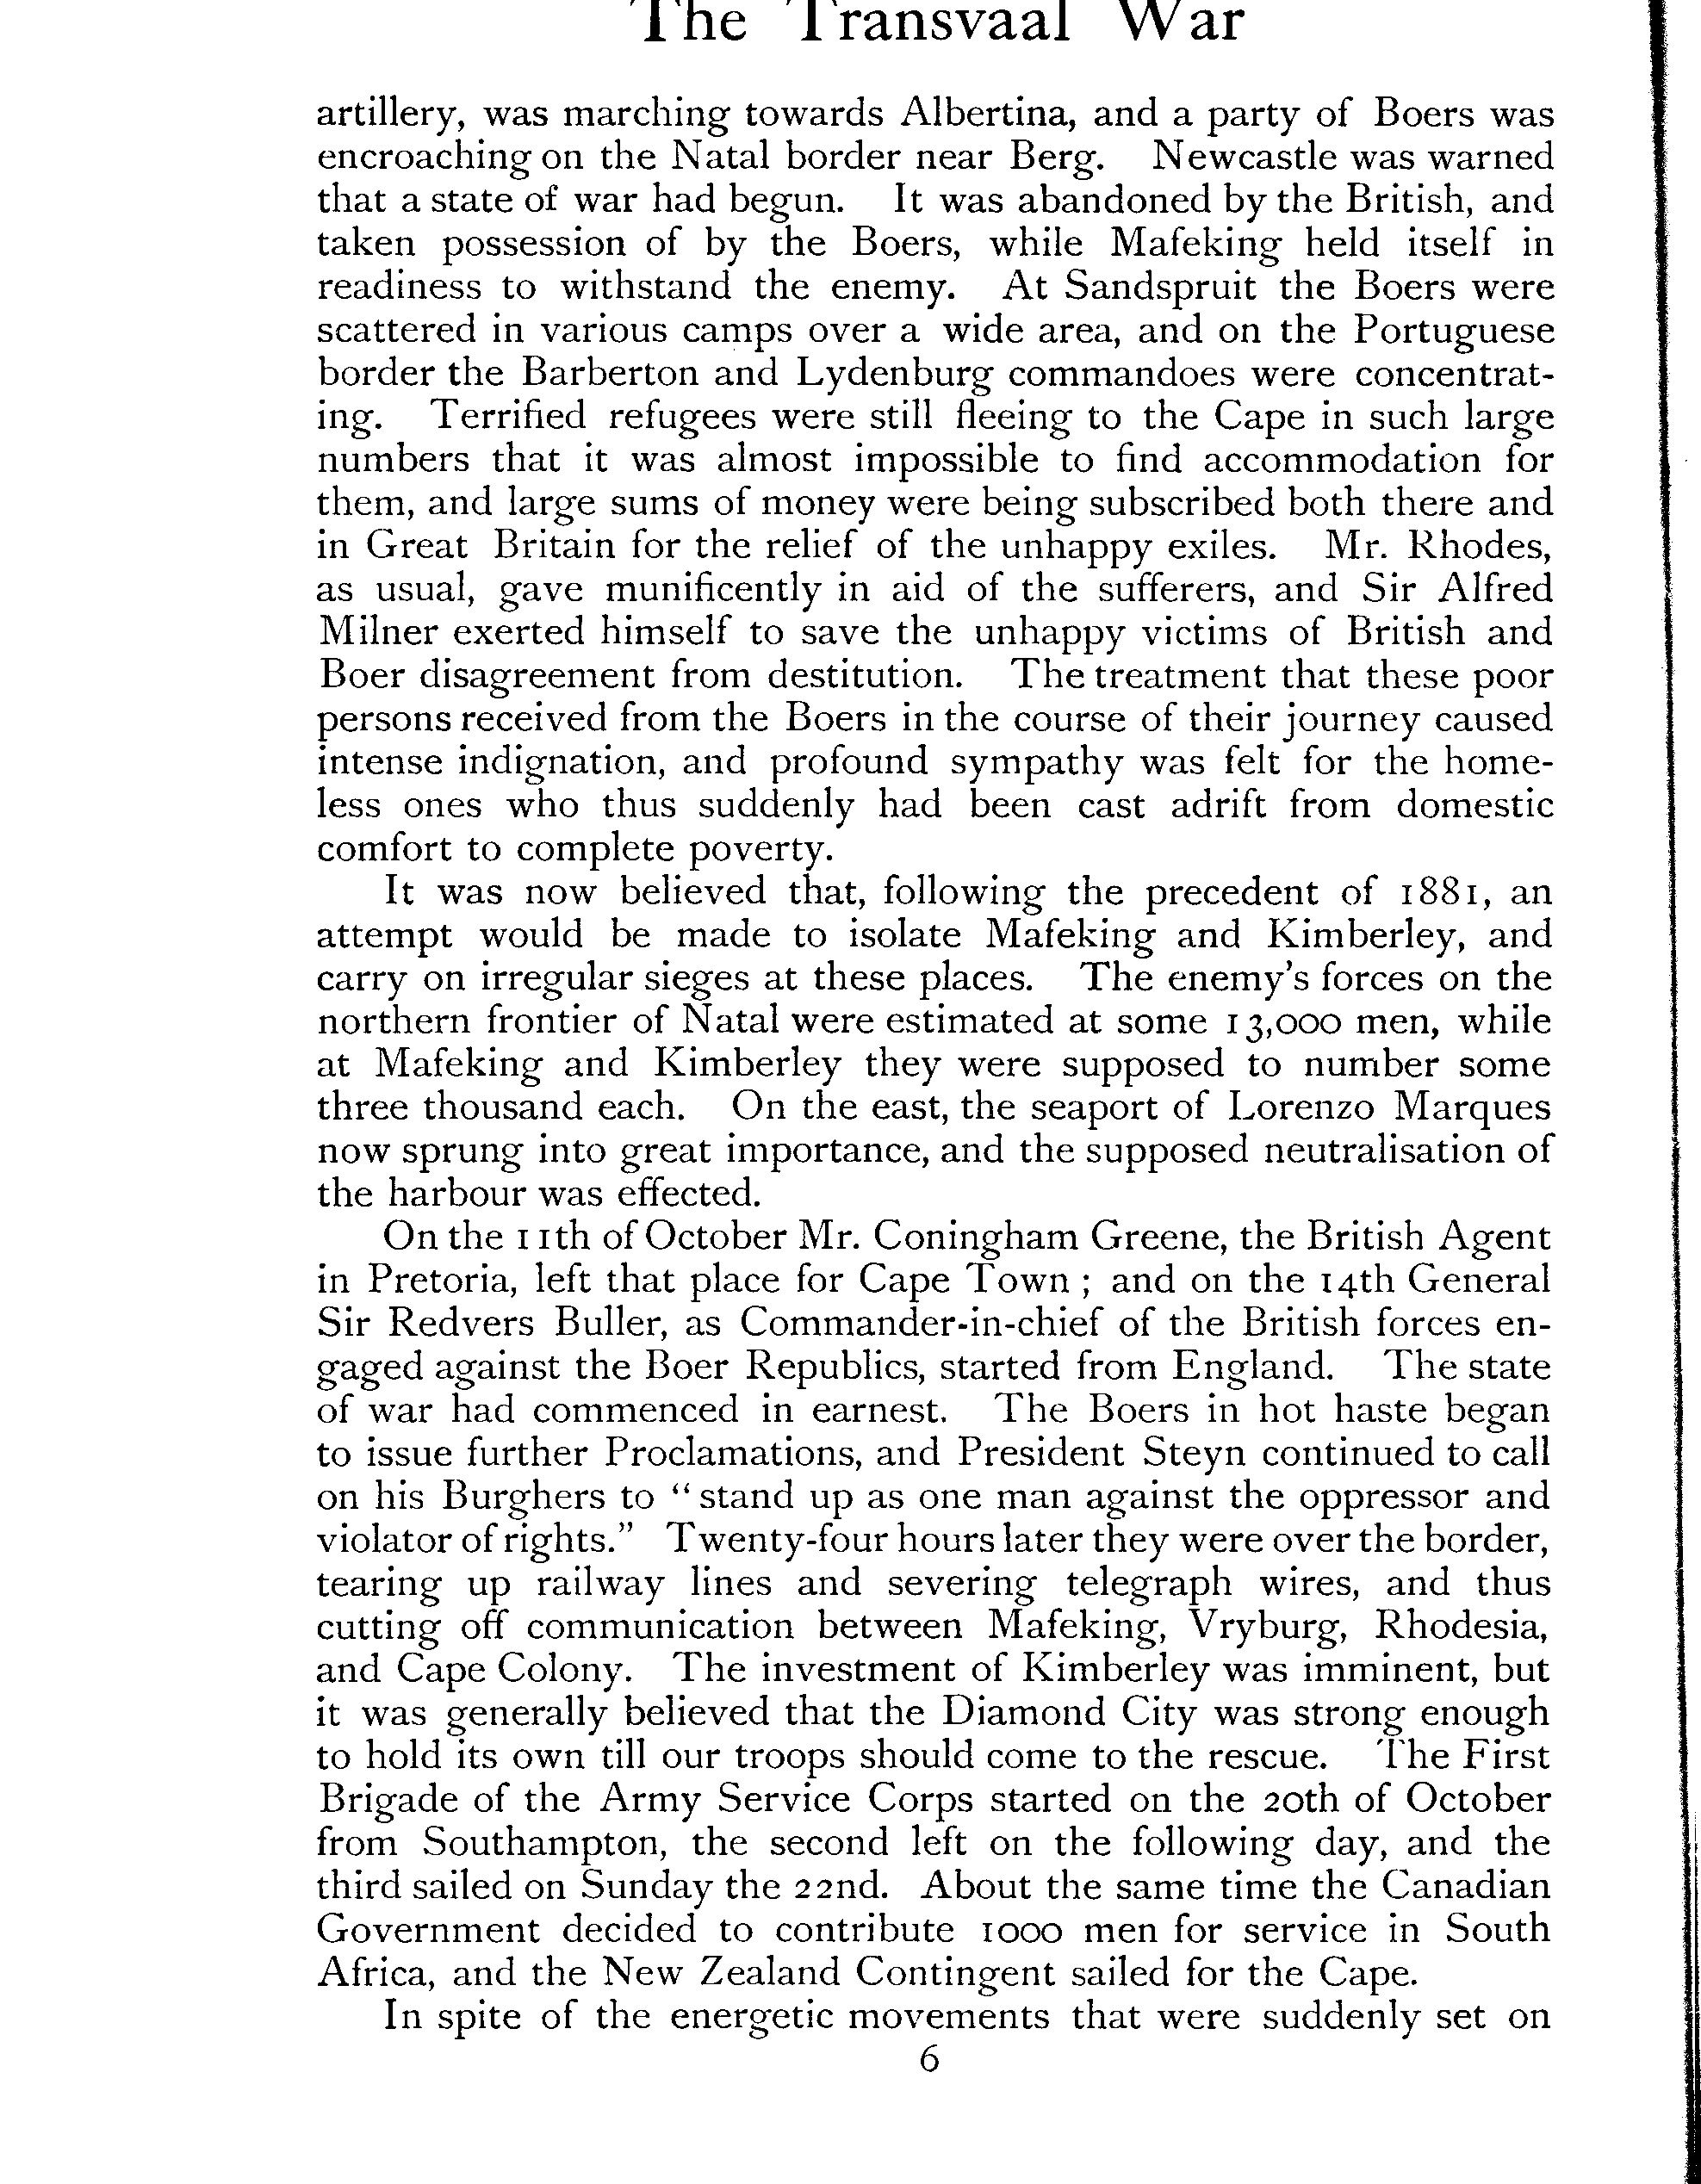 The Transvaal War
artillery, was marching towards Albertina, and a party of Boers was
encroaching on the Natal border near Berg. Newcastle was warned
that a state of war had begun. It was abandoned by the British, and
taken possession of by the Boers, while Mafeking held itself in
readiness to withstand the enemy. At Sandspruit the Boers were
scattered in various camps over a wide area, and on the Portuguese
border the Barberton and Lydenburg commandoes were concentrat-
ing. Terrified refugees were still fleeing to the Cape in such large
numbers that it was almost impossible to find accommodation for
them, and large sums of money were being subscribed both there and
in Great Britain for the relief of the unhappy exiles. Mr. Rhodes,
as usual, gave munificently in aid of the sufferers, and Sir Alfred
Milner exerted himself to save the unhappy victims of British and
Boer disagreement from destitution. The treatment that these poor
persons received from the Boers in the course of their journey caused
intense indignation, and profound sympathy was felt for the home-
less ones who thus suddenly had been cast adrift from domestic
comfort to complete poverty.
It was now believed that, following the precedent of 1881, an
attempt would be made to isolate Mafeking and Kimberley, and
carry on irregular sieges at these places. The enemy's forces on the
northern frontier of Natal were estimated at some 13,000 men, while
at Mafeking and Kimberley they were supposed to number some
three thousand each. On the east, the seaport of Lorenzo Marques
now sprung into great importance, and the supposed neutralisation of
the harbour was effected.
On the 11th of October Mr. Coningham Greene, the British Agent
in Pretoria, left that place for Cape Town ; and on the 14th General
Sir Redvers Buller, as Commander-in-chief of the British forces en-
gaged against the Boer Republics, started from England. The state
of war had commenced in earnest. The Boers in hot haste began
to issue further Proclamations, and President Steyn continued to call
on his Burghers to “stand up as one man against the oppressor and
violator of rights.” Twenty-four hours later they were over the border,
tearing up railway lines and severing telegraph wires, and thus
cutting off communication between Mafeking, Vryburg, Rhodesia,
and Cape Colony. The investment of Kimberley was imminent, but
it was generally believed that the Diamond City was strong enough
to hold its own till our troops should come to the rescue. The First
Brigade of the Army Service Corps started on the 20th of October
from Southampton, the second left on the following day, and the
third sailed on Sunday the 22nd. About the same time the Canadian
Government decided to contribute 1000 men for service in South
Africa, and the New Zealand Contingent sailed for the Cape.
In spite of the energetic movements that were suddenly set on
6